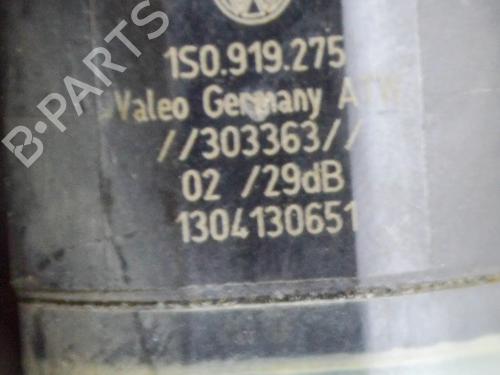 B-PARTS
1S0.919.275
Valeo Germany
//303363//
02 /29dB
1304130651